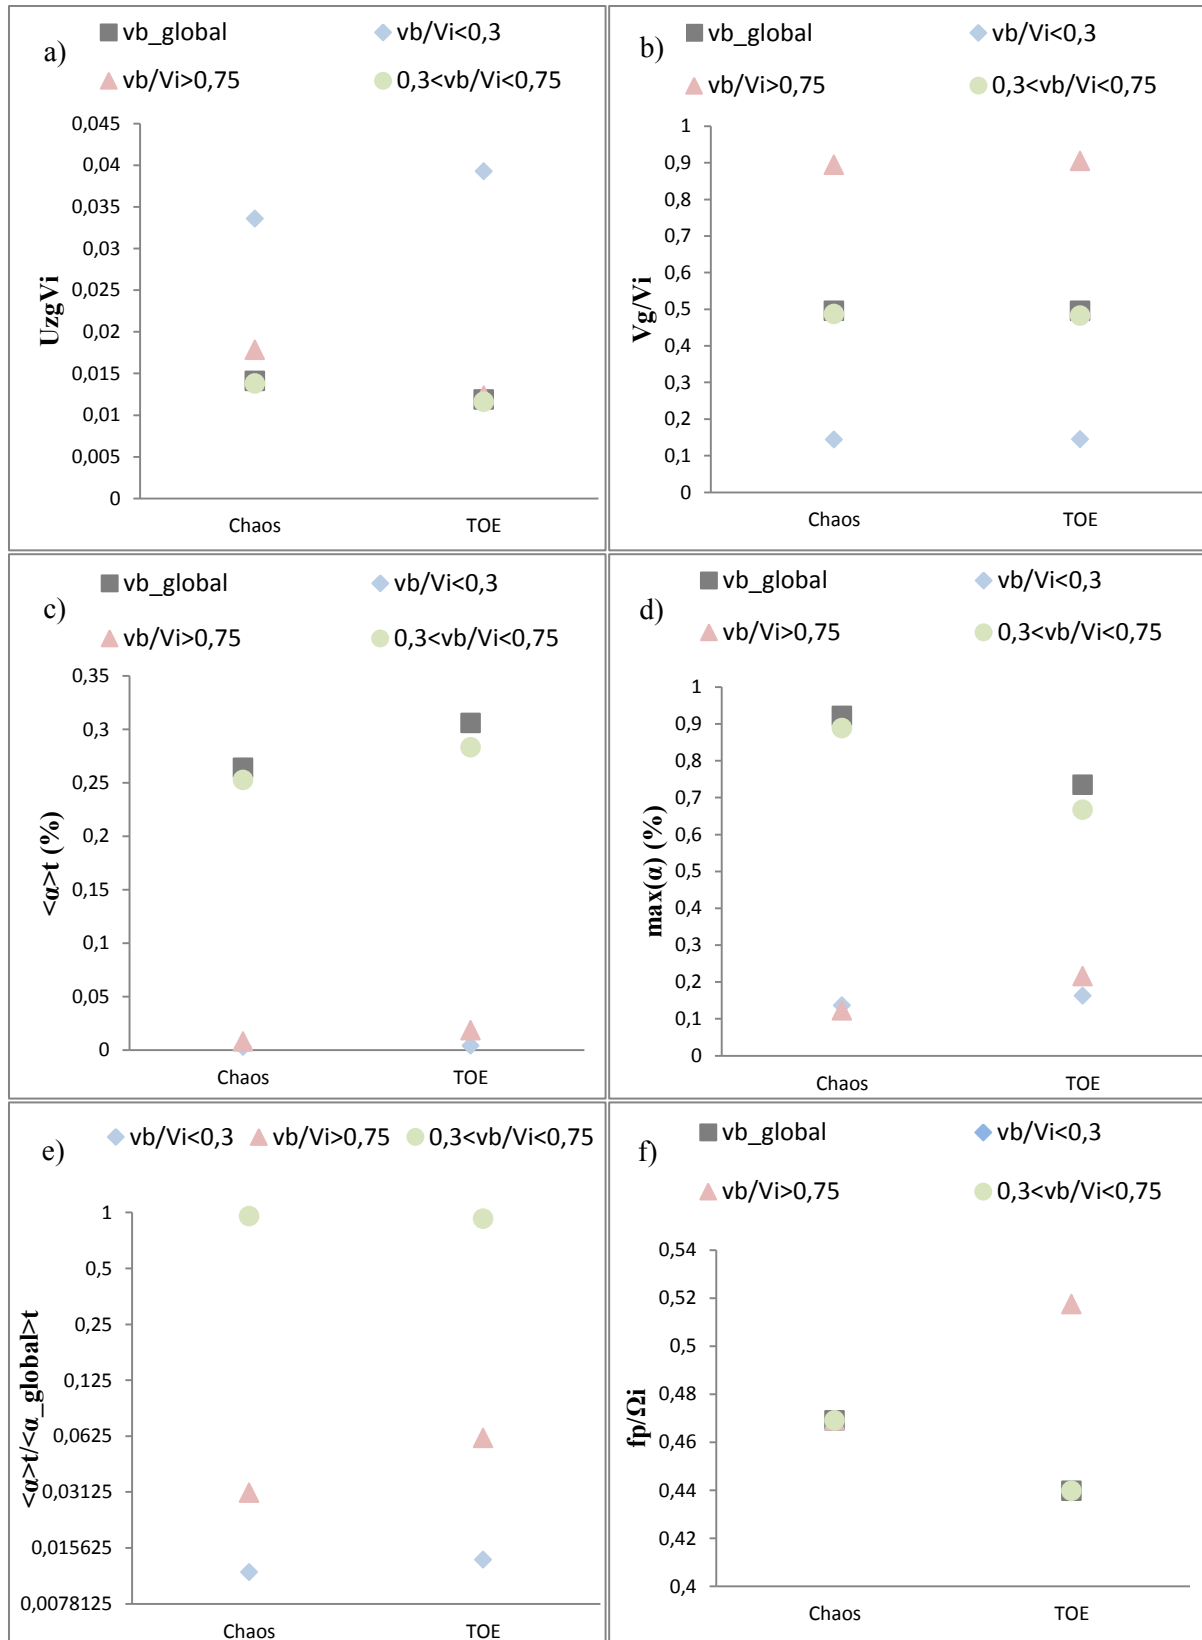 a)
vb_global
vb/Vi<0,3
vb/Vi>0,75
0,3<vb/Vi<0,75
UzgVi
0,045
0,04
0,035
0,03
0,025
0,02
0,015
0,01
0,005
0
Chaos
TOE
b)
vb_global
vb/Vi<0,3
vb/Vi>0,75
0,3<vb/Vi<0,75
Vg/Vi
1
0,9
0,8
0,7
0,6
0,5
0,4
0,3
0,2
0,1
0
Chaos
TOE
c)
vb_global
vb/Vi<0,3
vb/Vi>0,75
0,3<vb/Vi<0,75
<α>t (%)
0,35
0,3
0,25
0,2
0,15
0,1
0,05
0
Chaos
TOE
d)
vb_global
vb/Vi<0,3
vb/Vi>0,75
0,3<vb/Vi<0,75
max(α) (%)
1
0,9
0,8
0,7
0,6
0,5
0,4
0,3
0,2
0,1
0
Chaos
TOE
e)
vb/Vi<0,3
vb/Vi>0,75
0,3<vb/Vi<0,75
<α>t/<α_global>t
1
0,5
0,25
0,125
0,0625
0,03125
0,015625
0,0078125
Chaos
TOE
f)
vb_global
vb/Vi<0,3
vb/Vi>0,75
0,3<vb/Vi<0,75
fp/Ωi
0,54
0,52
0,5
0,48
0,46
0,44
0,42
0,4
Chaos
TOE